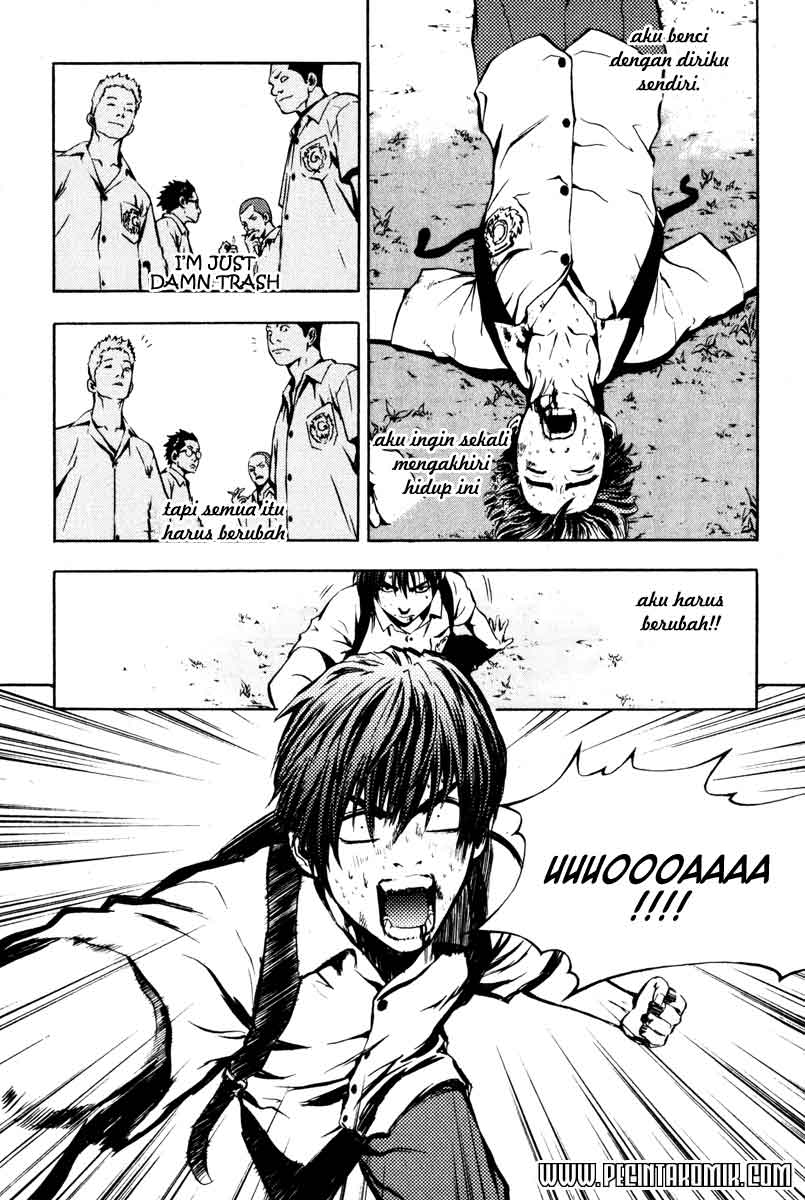 aku benci
dengan diriku
sendiri.
I'M JUST
DAMN TRASH
aku ingin sekali
mengakhiri
hidup ini
tapi semua itu
harus berubah
aku harus
berubah!!
UUUOOOAAAA
!!!!
WWW.PECINTAKOMIK.COM